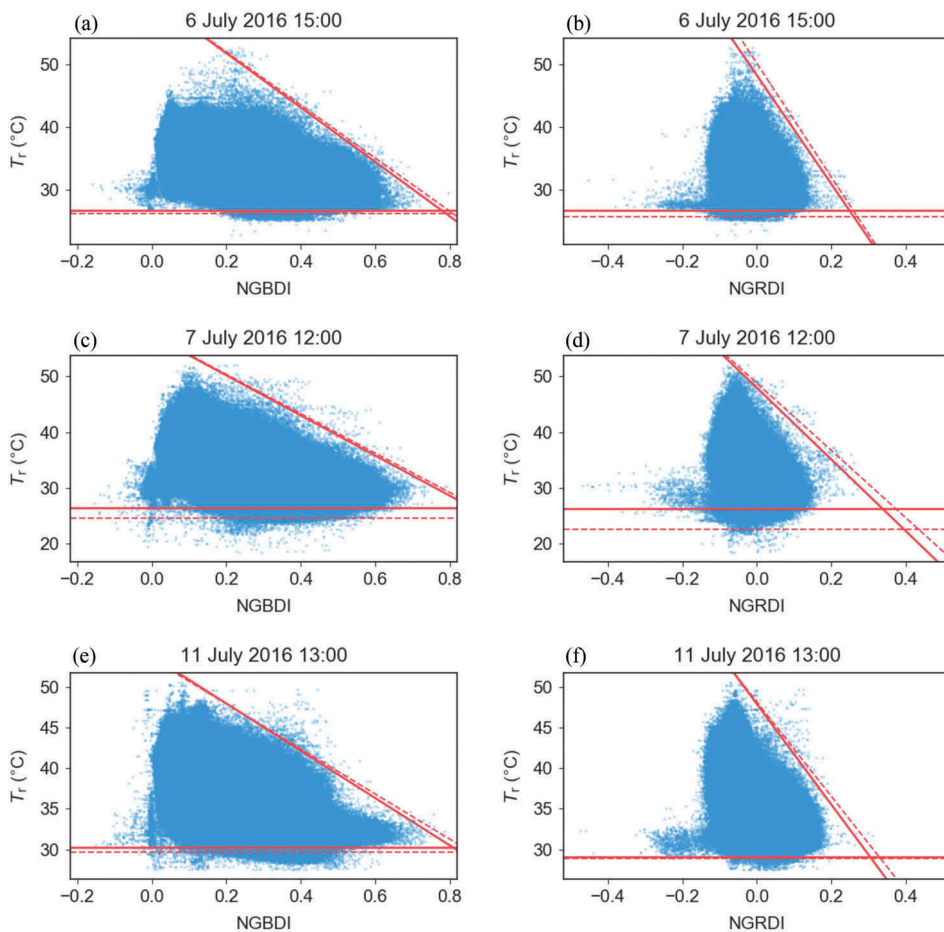 (a) 6 July 2016 15:00
50
40
30
Tr (°C)
−0.2 0.0 0.2 0.4 0.6 0.8
NGBDI
(b) 6 July 2016 15:00
50
40
30
Tr (°C)
−0.4 −0.2 0.0 0.2 0.4
NGRDI
(c) 7 July 2016 12:00
50
40
30
20
Tr (°C)
−0.2 0.0 0.2 0.4 0.6 0.8
NGBDI
(d) 7 July 2016 12:00
50
40
30
20
Tr (°C)
−0.4 −0.2 0.0 0.2 0.4
NGRDI
(e) 11 July 2016 13:00
50
45
40
35
30
Tr (°C)
−0.2 0.0 0.2 0.4 0.6 0.8
NGBDI
(f) 11 July 2016 13:00
50
45
40
35
30
Tr (°C)
−0.4 −0.2 0.0 0.2 0.4
NGRDI